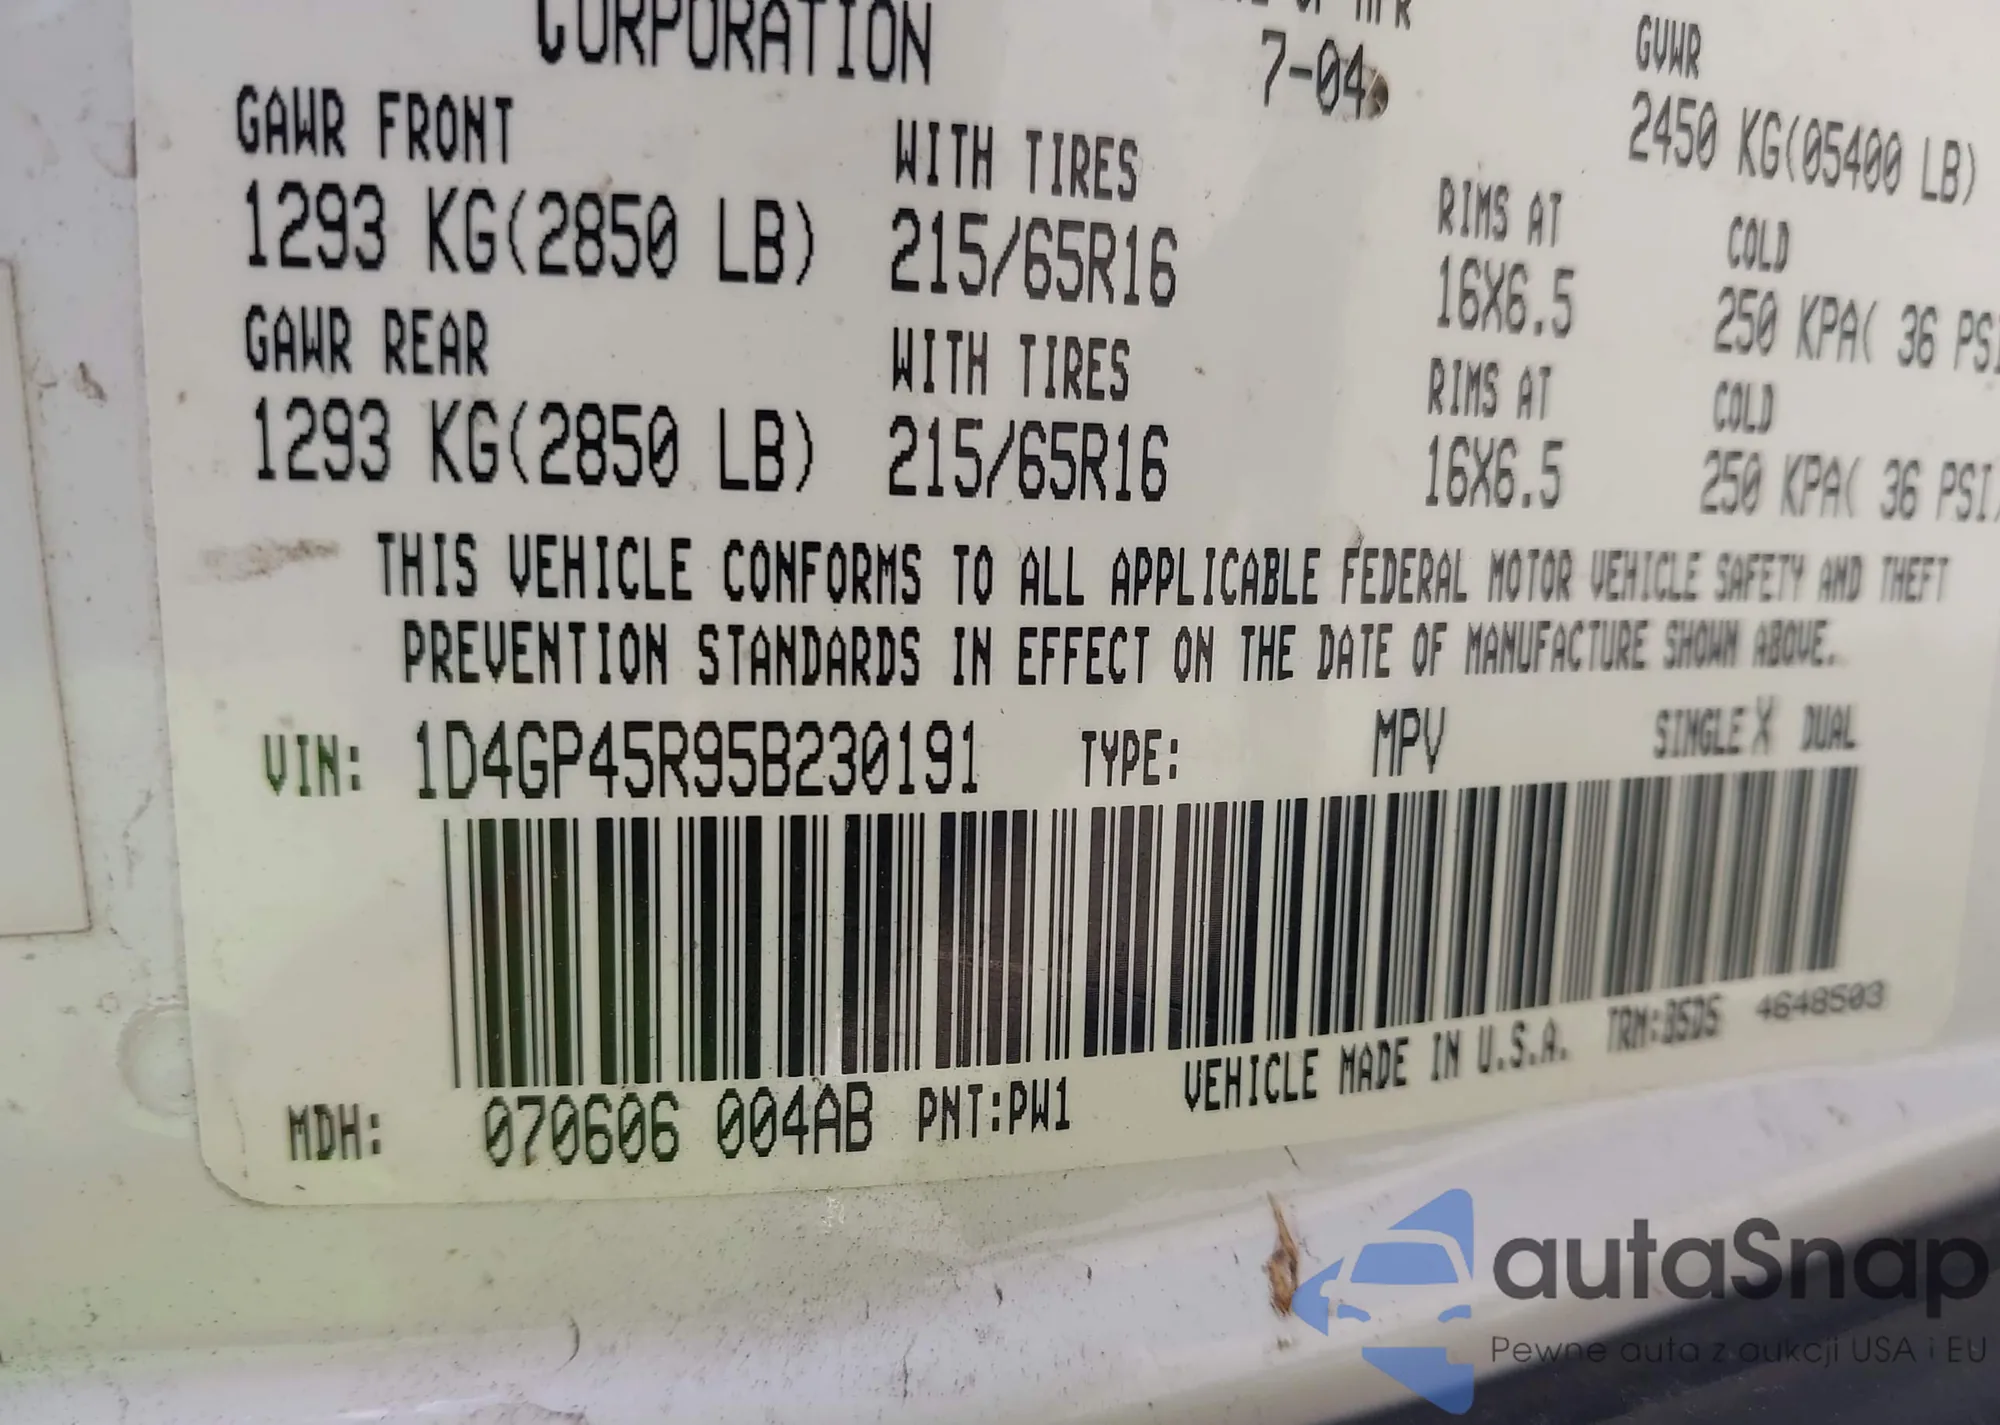 CORPORATION
7-04
GVWR
2450 KG(05400 LB)
GAWR FRONT WITH TIRES RIMS AT COLD
1293 KG(2850 LB) 215/65R16 16X6.5 250 KPA( 36 PSI
GAWR REAR WITH TIRES RIMS AT COLD
1293 KG(2850 LB) 215/65R16 16X6.5 250 KPA( 36 PSI)
THIS VEHICLE CONFORMS TO ALL APPLICABLE FEDERAL MOTOR VEHICLE SAFETY AND THEFT
PREVENTION STANDARDS IN EFFECT ON THE DATE OF MANUFACTURE SHOWN ABOVE.
VIN: 1D4GP45R95B230191 TYPE: MPV SINGLE X DUAL
MDH: 070606 004AB PNT:PW1 VEHICLE MADE IN U.S.A. TRM:B5D5 4648503
autoSnap
Pewne auta z aukcji USA i EU